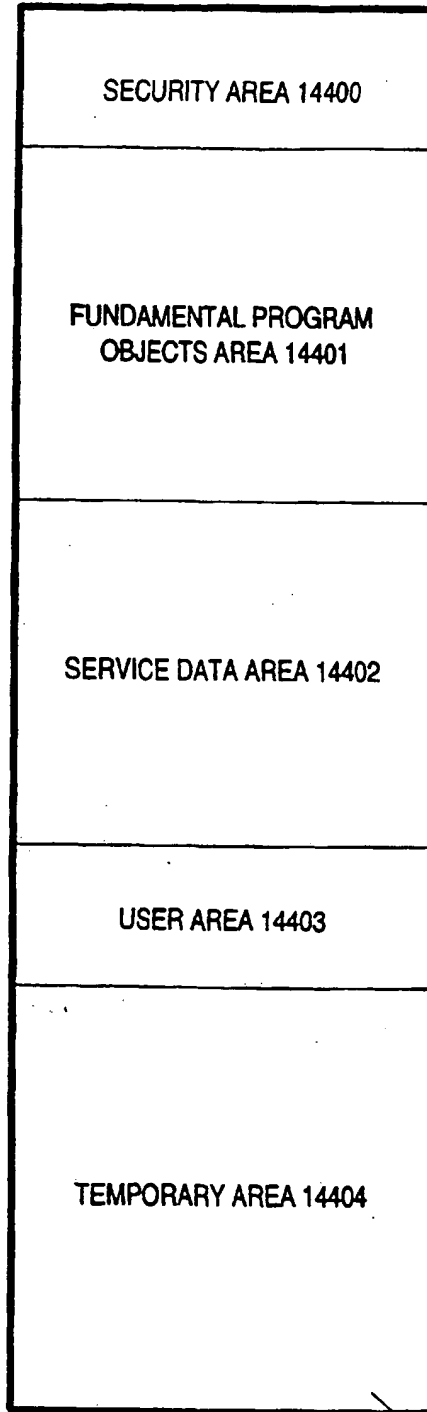 SECURITY AREA 14400
FUNDAMENTAL PROGRAM
OBJECTS AREA 14401
SERVICE DATA AREA 14402
USER AREA 14403
TEMPORARY AREA 14404